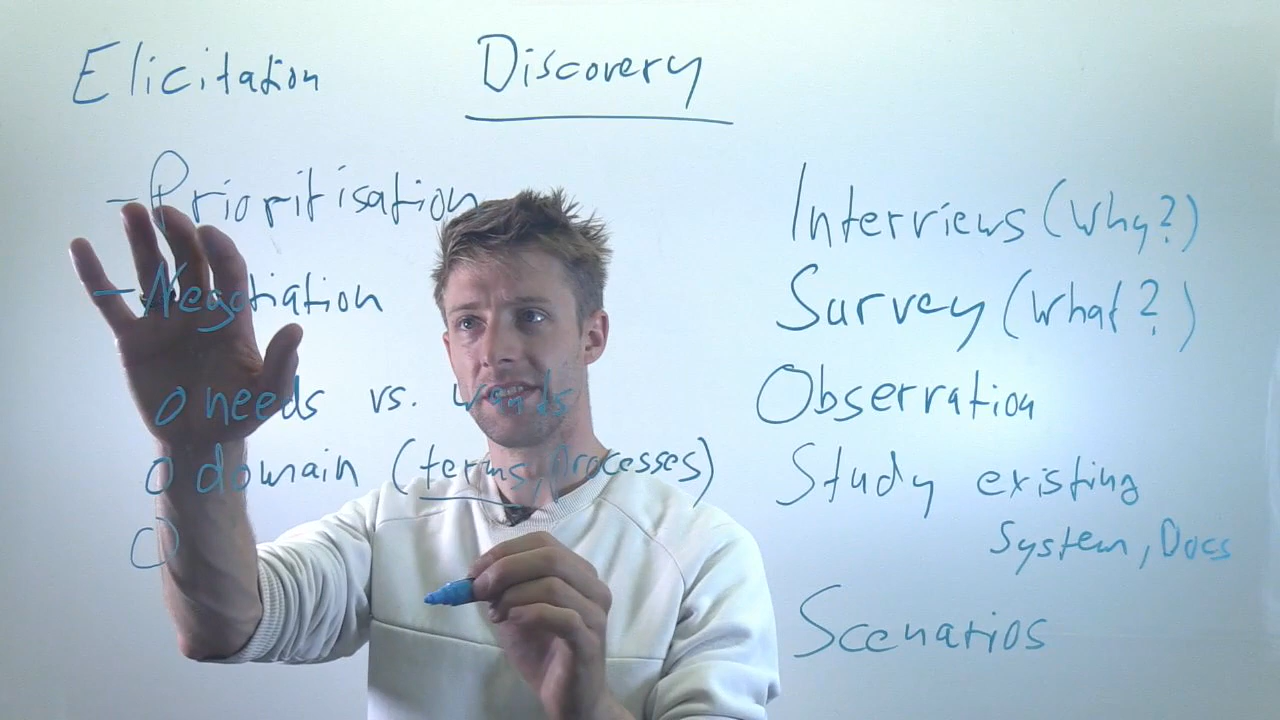 Elicitation
Discovery
- Prioritisation
- Negotiation
o needs vs. wants
o domain (terms, processes)
o
Interviews (Why?)
Survey (What?)
Observation
Study existing
System, Docs
Scenarios